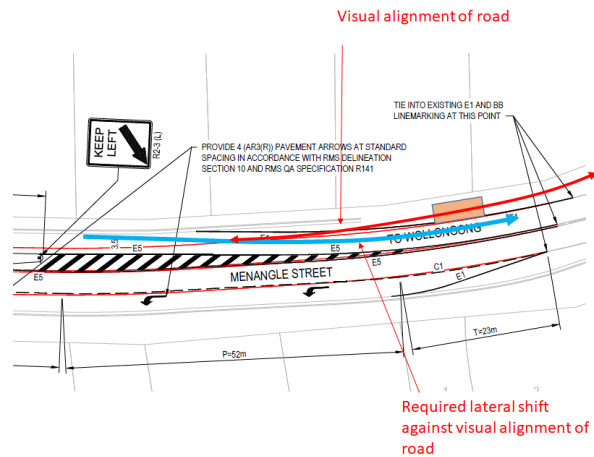 Visual alignment of road
KEEP
LEFT
R2-3 (L)
TIE INTO EXISTING E1 AND BB
LINEMARKING AT THIS POINT
PROVIDE 4 (AR3(R)) PAVEMENT ARROWS AT STANDARD
SPACING IN ACCORDANCE WITH RMS DELINEATION
SECTION 10 AND RMS QA SPECIFICATION R141
3.5
E5
E5
TO WOLLONGONG
E5
E5
MENANGLE STREET
C1
E1
P=52m
T=23m
Required lateral shift
against visual alignment of
road